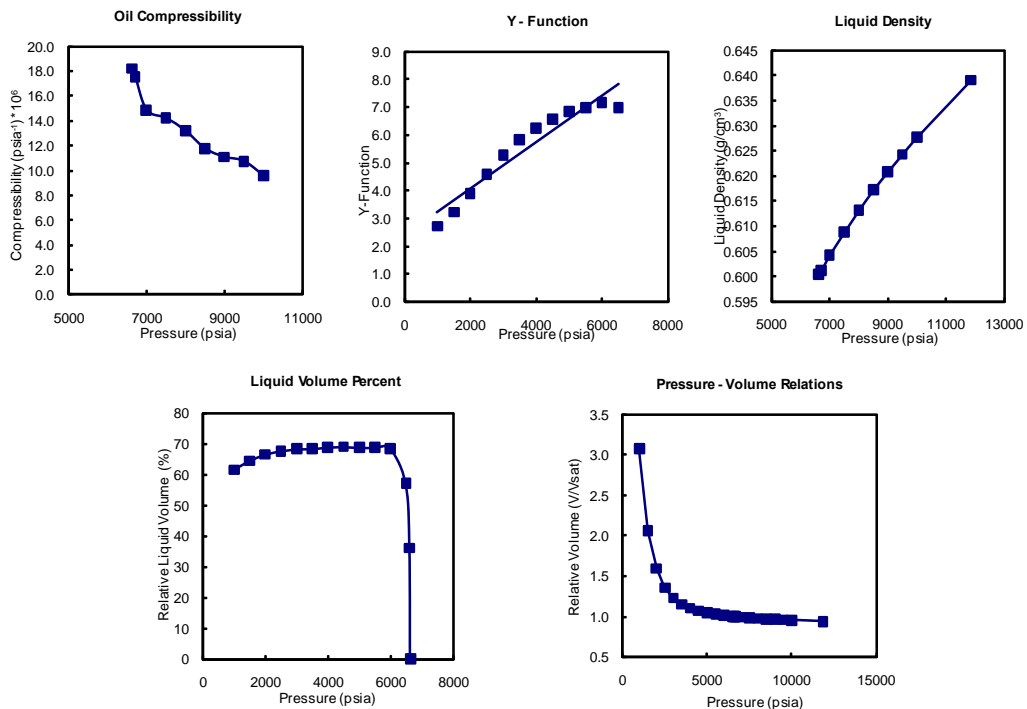 Oil Compressibility
Compressibility (psia⁻¹) *10⁶
20.0
18.0
16.0
14.0
12.0
10.0
8.0
6.0
4.0
2.0
0.0
5000 7000 9000 11000
Pressure (psia)
Y - Function
Y-Function
9.0
8.0
7.0
6.0
5.0
4.0
3.0
2.0
1.0
0.0
0 2000 4000 6000 8000
Pressure (psia)
Liquid Density
Liquid Density (g/cm³)
0.645
0.640
0.635
0.630
0.625
0.620
0.615
0.610
0.605
0.600
0.595
5000 7000 9000 11000 13000
Pressure (psia)
Liquid Volume Percent
Relative Liquid Volume (%)
80
70
60
50
40
30
20
10
0
0 2000 4000 6000 8000
Pressure (psia)
Pressure - Volume Relations
Relative Volume (V/Vsat)
3.5
3.0
2.5
2.0
1.5
1.0
0.5
0 5000 10000 15000
Pressure (psia)